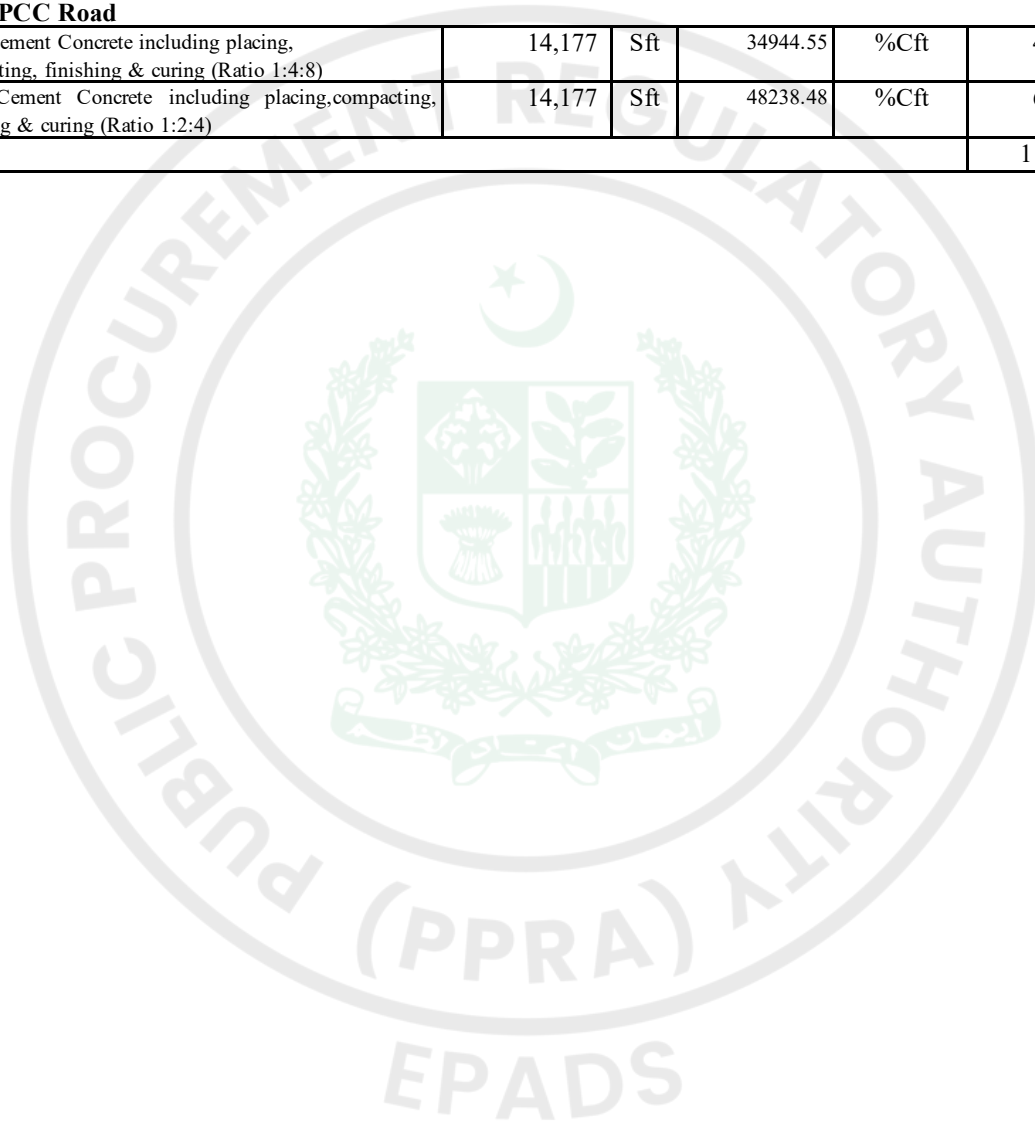 PCC Road
ement Concrete including placing, 14,177 Sft 34944.55 %Cft 4
ting, finishing & curing (Ratio 1:4:8)
Cement Concrete including placing,compacting, 14,177 Sft 48238.48 %Cft
g & curing (Ratio 1:2:4)
1
PUBLIC PROCUREMENT REGULATORY AUTHORITY
(PPRA)
EPADS